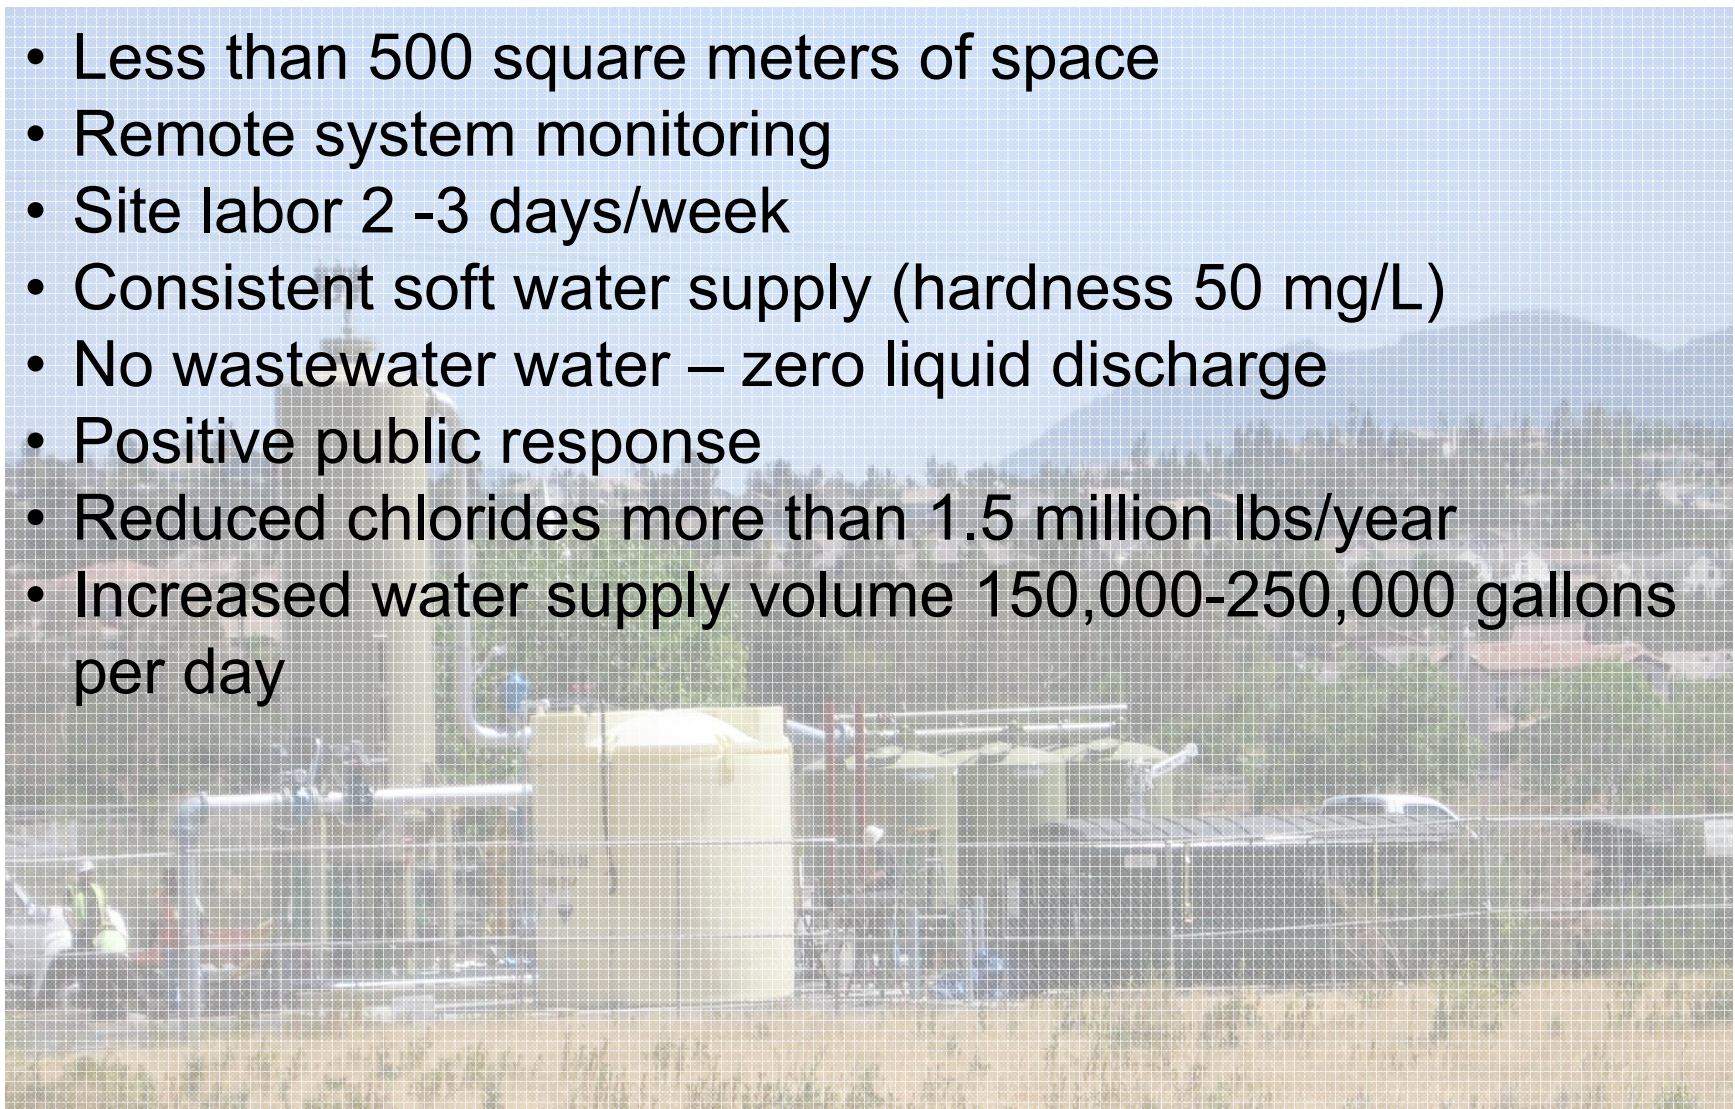 • Less than 500 square meters of space
• Remote system monitoring
• Site labor 2 -3 days/week
• Consistent soft water supply (hardness 50 mg/L)
• No wastewater water – zero liquid discharge
• Positive public response
• Reduced chlorides more than 1.5 million lbs/year
• Increased water supply volume 150,000-250,000 gallons
per day